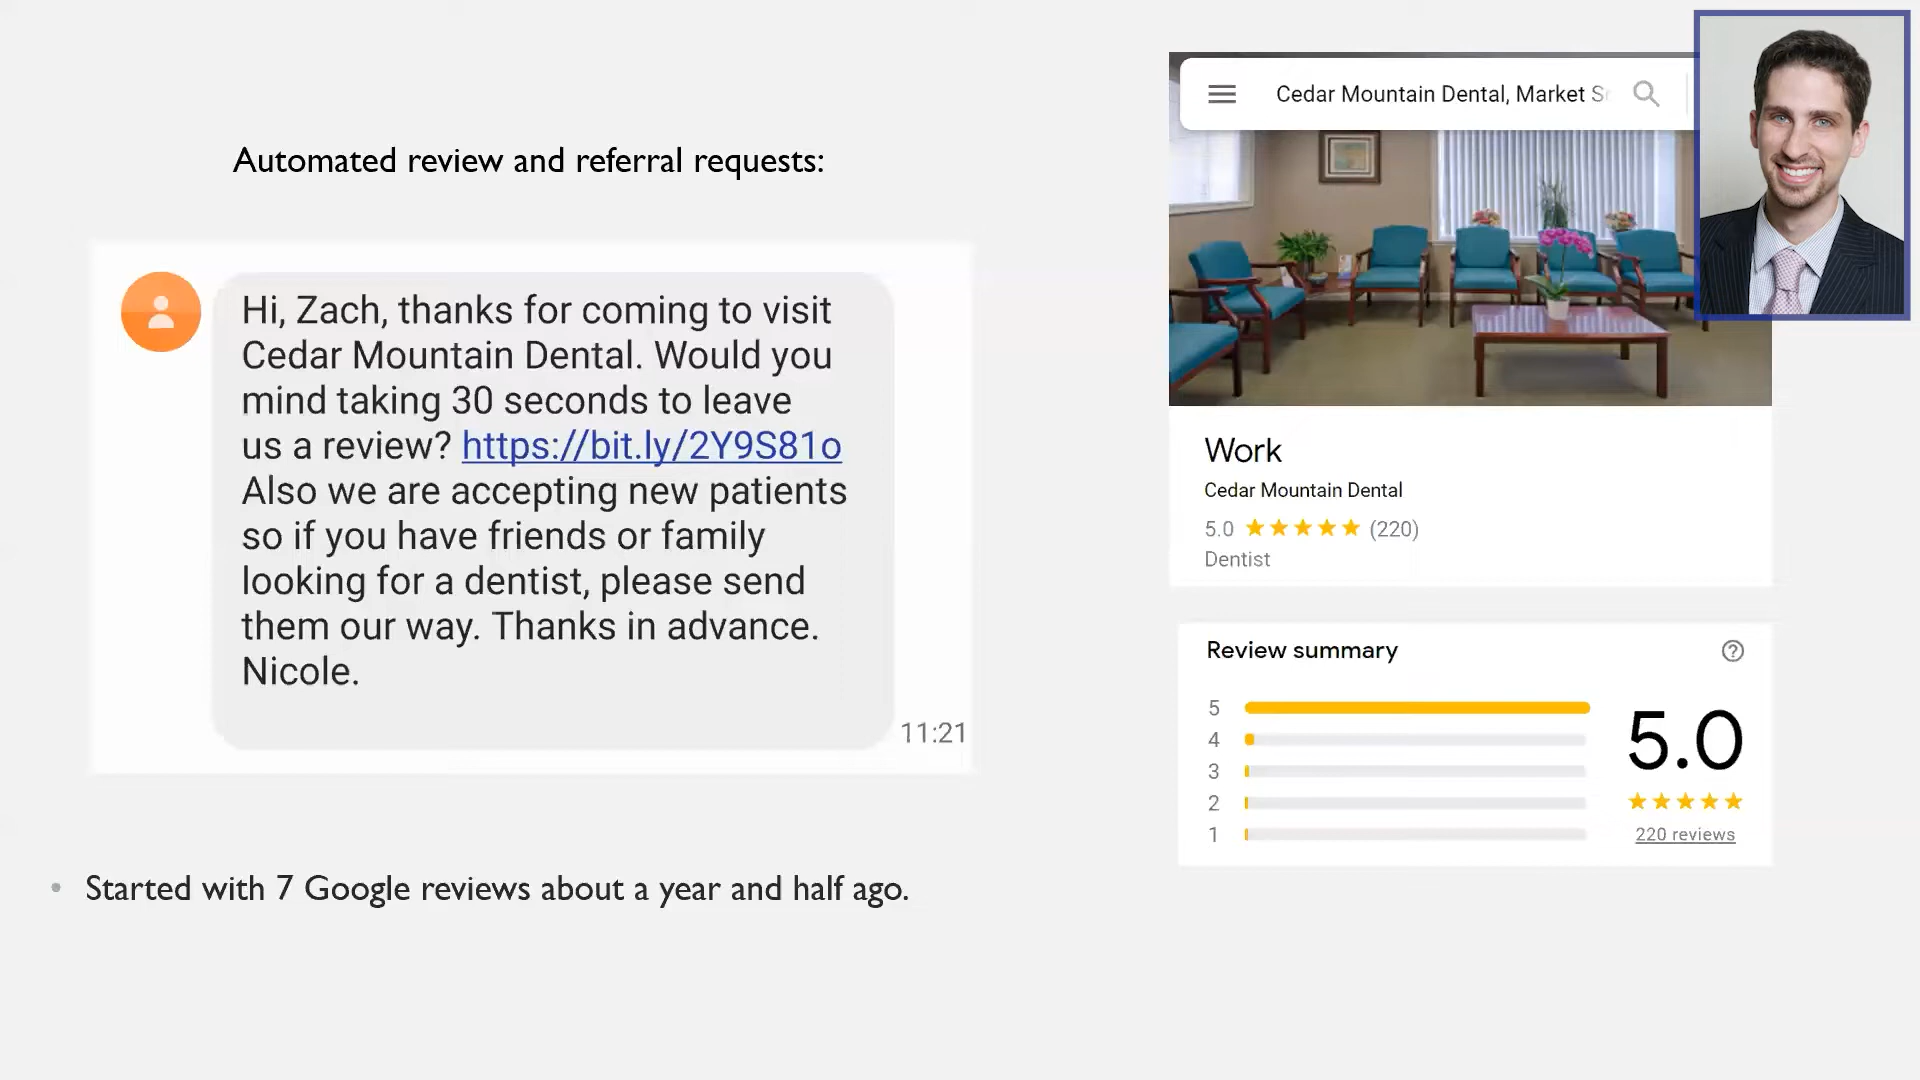 Automated review and referral requests:
Hi, Zach, thanks for coming to visit
Cedar Mountain Dental. Would you
mind taking 30 seconds to leave
us a review? https://bit.ly/2Y9S81o
Also we are accepting new patients
so if you have friends or family
looking for a dentist, please send
them our way. Thanks in advance.
Nicole.
11:21
Started with 7 Google reviews about a year and half ago.
Cedar Mountain Dental, Market
Work
Cedar Mountain Dental
5.0 (220)
Dentist
Review summary
5
4
3
2
1
5.0
220 reviews